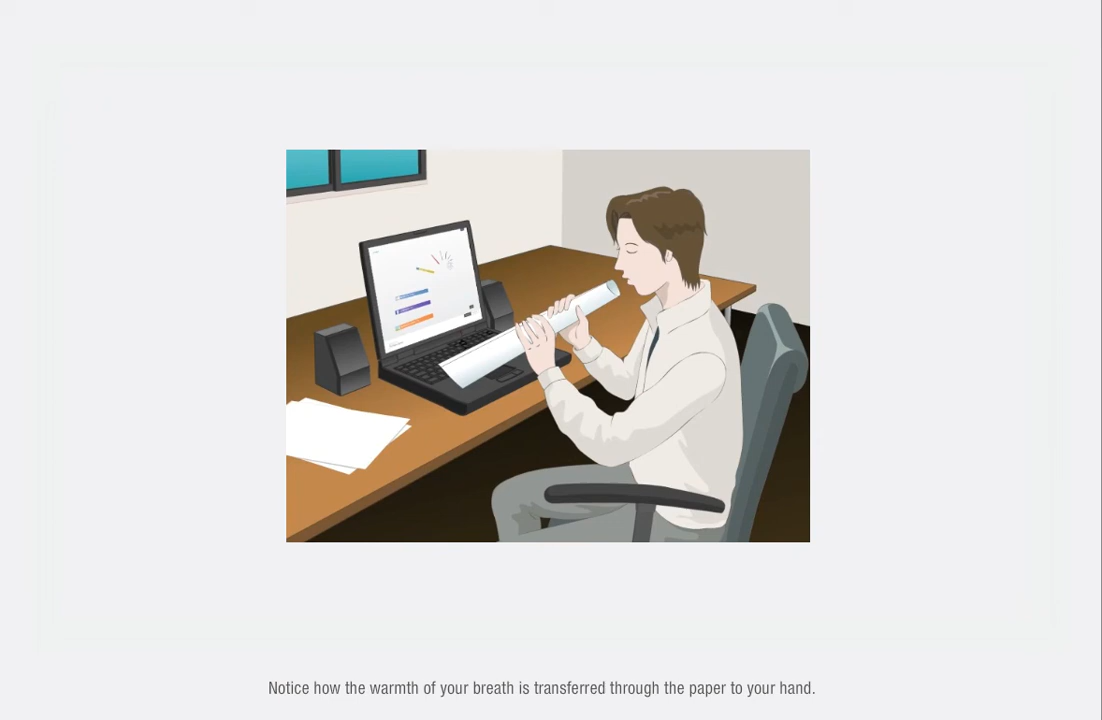 Notice how the warmth of your breath is transferred through the paper to your hand.